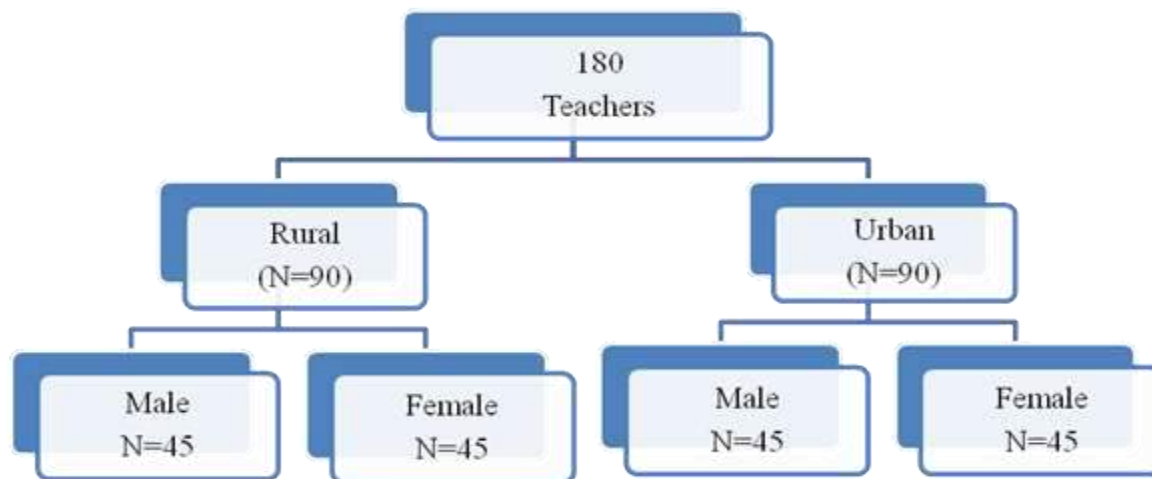 180
Teachers
Rural
(N=90)
Urban
(N=90)
Male
N=45
Female
N=45
Male
N=45
Female
N=45